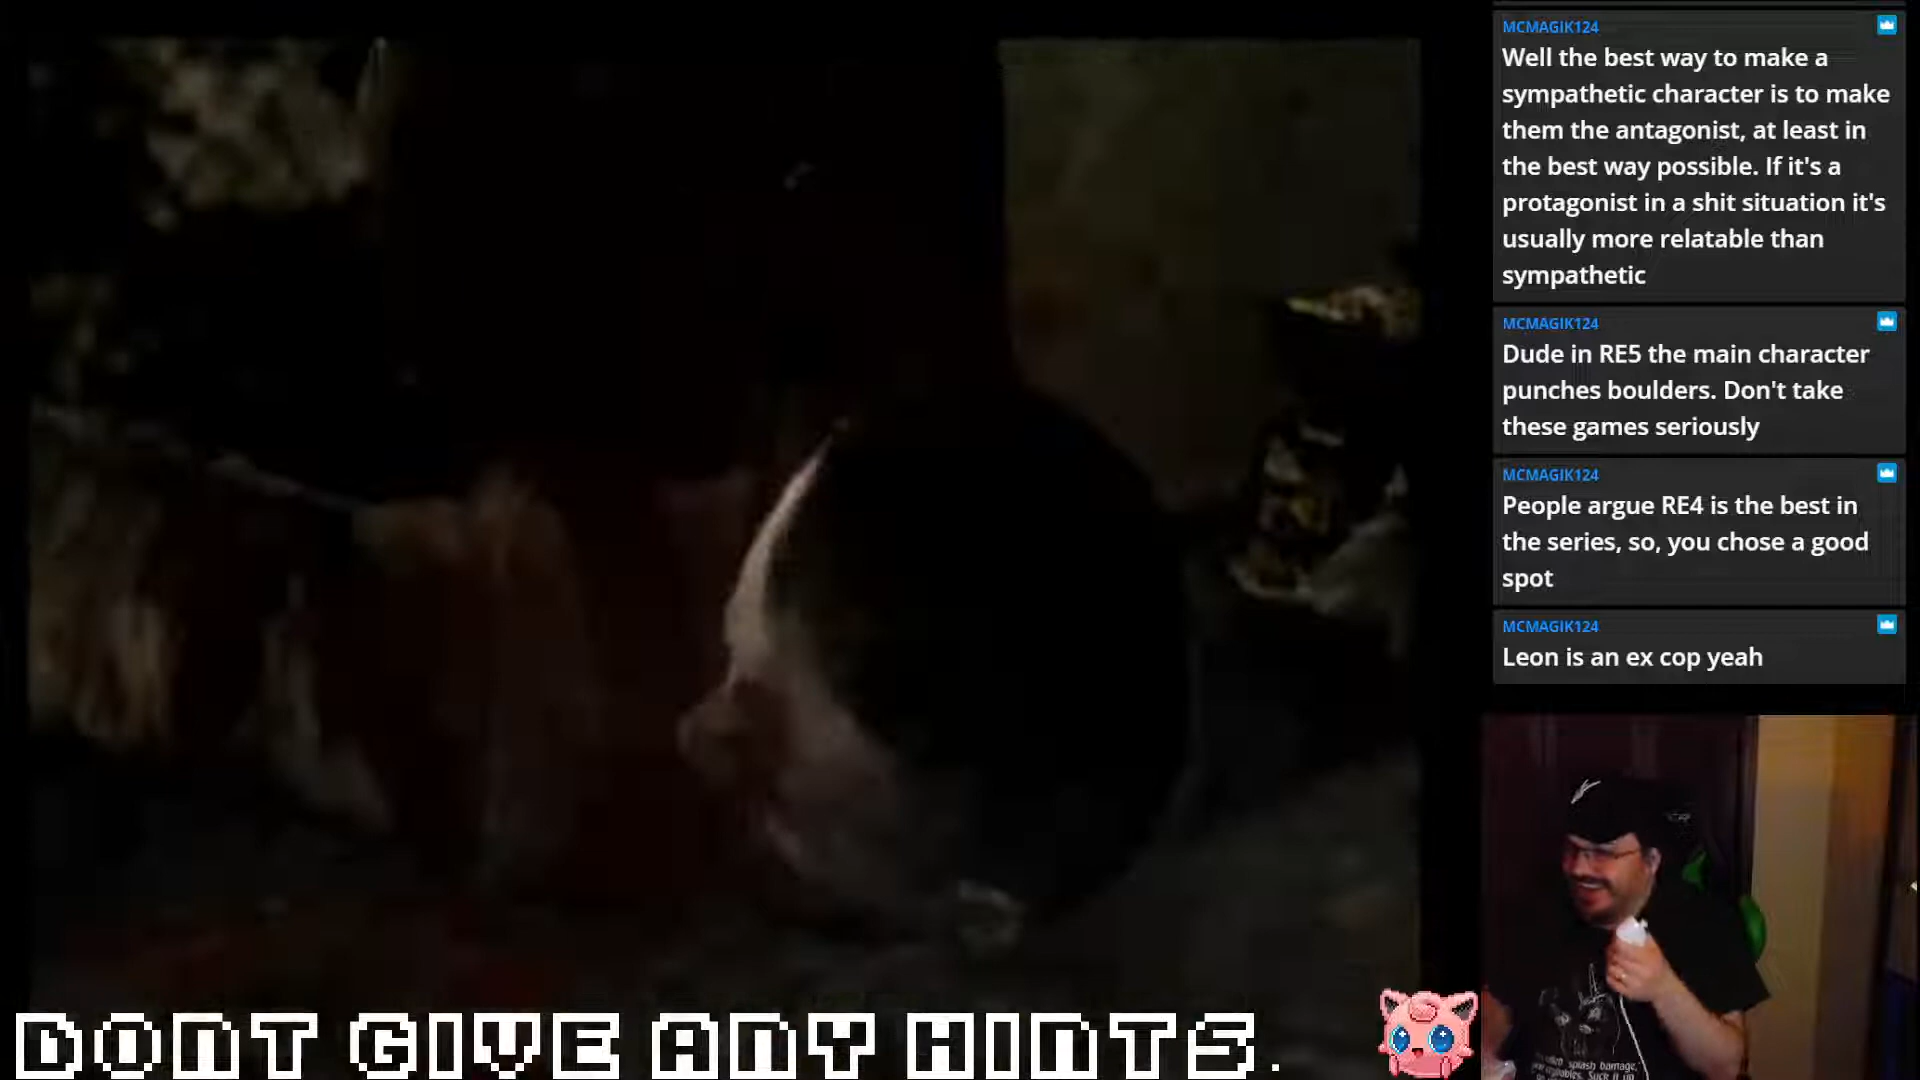 MCMAGIK124
Well the best way to make a
sympathetic character is to make
them the antagonist, at least in
the best way possible. If it's a
protagonist in a shit situation it's
usually more relatable than
sympathetic
MCMAGIK124
Dude in RE5 the main character
punches boulders. Don't take
these games seriously
MCMAGIK124
People argue RE4 is the best in
the series, so, you chose a good
spot
MCMAGIK124
Leon is an ex cop yeah
DONT GIVE ANY HINTS.